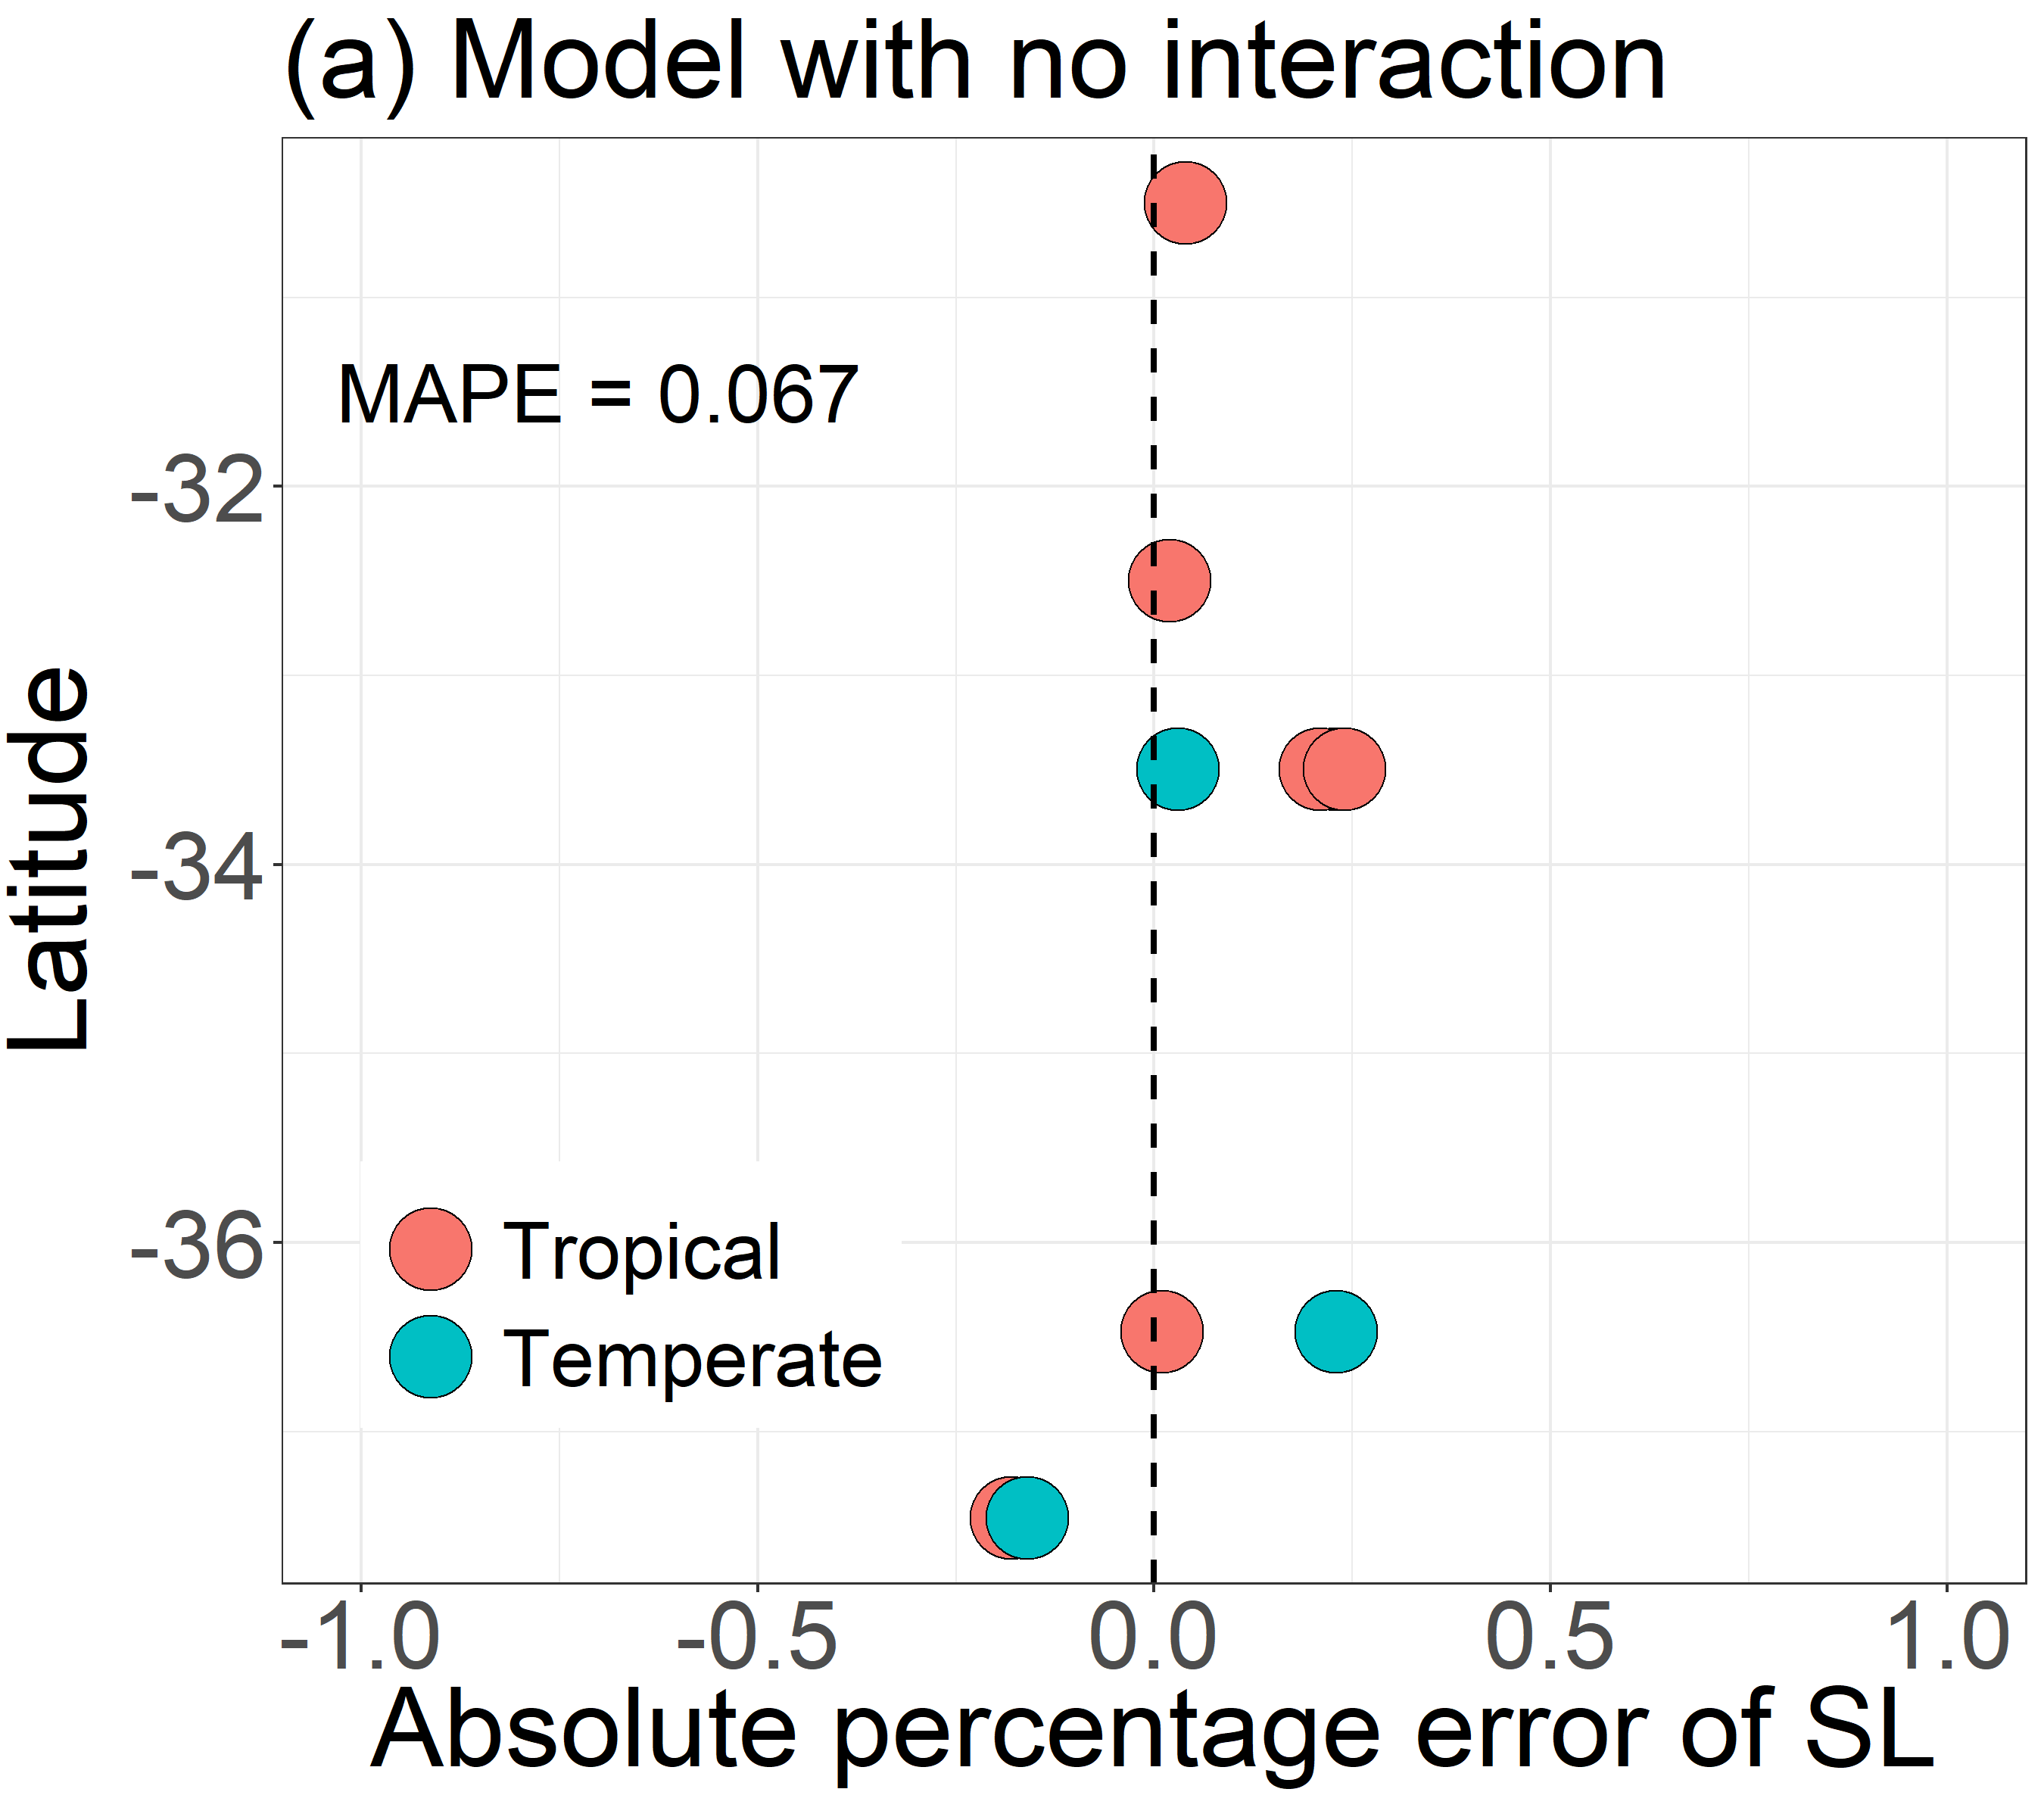 (a) Model with no interaction
MAPE = 0.067
-32
-34
-36
Latitude
Tropical
Temperate
-1.0 -0.5 0.0 0.5 1.0
Absolute percentage error of SL